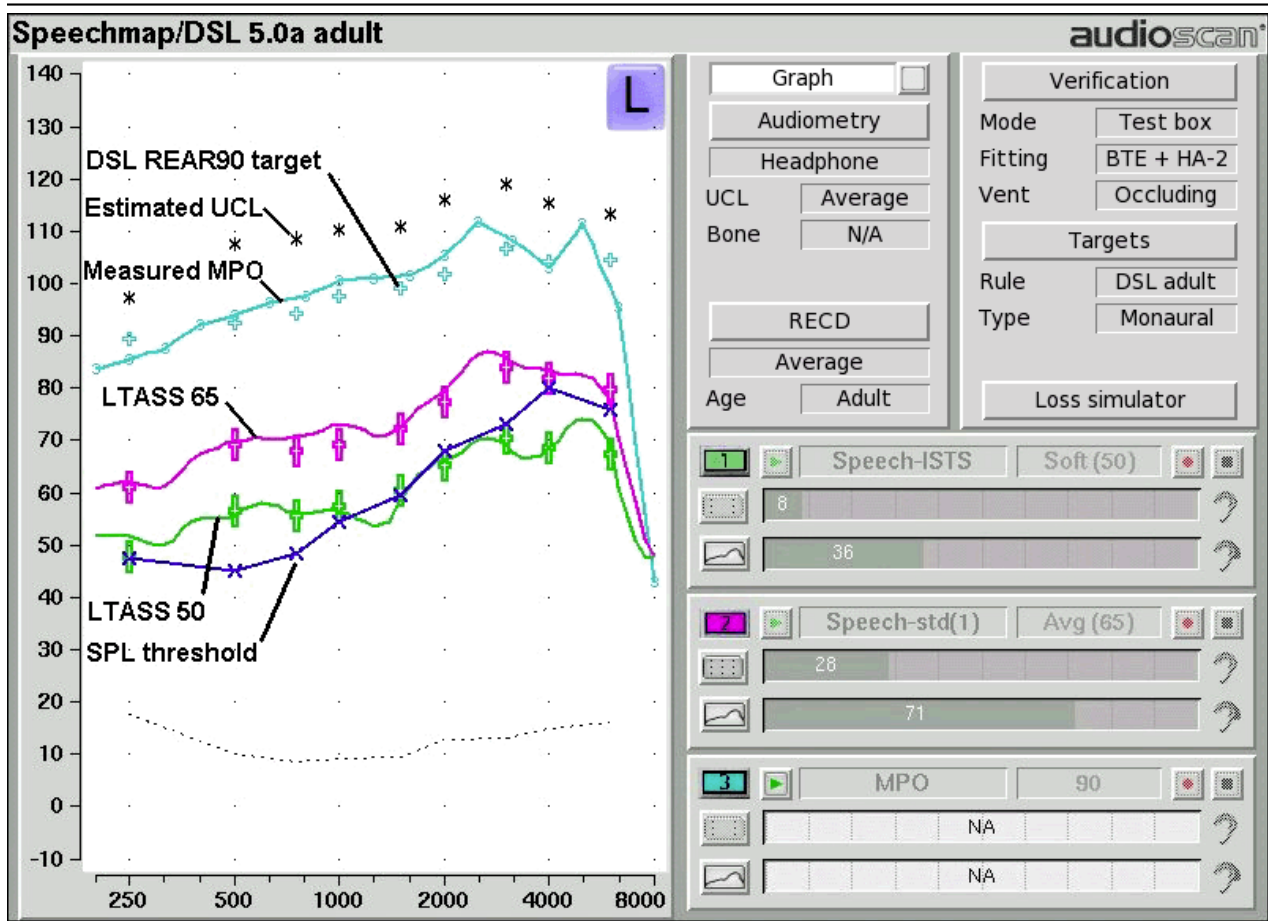 Speechmap/DSL 5.0a adult
audioscan
L
140
130
120
110
100
90
80
70
60
50
40
30
20
10
0
-10
250 500 1000 2000 4000 8000
DSL REAR90 target
Estimated UCL
Measured MPO
LTASS 65
LTASS 50
SPL threshold
Graph
Audiometry
Headphone
UCL Average
Bone N/A
RECD
Average
Age Adult
Verification
Mode Test box
Fitting BTE + HA-2
Vent Occluding
Targets
Rule DSL adult
Type Monaural
Loss simulator
1 Speech-ISTS Soft (50)
8
36
2 Speech-std(1) Avg (65)
28
71
3 MPO 90
NA
NA